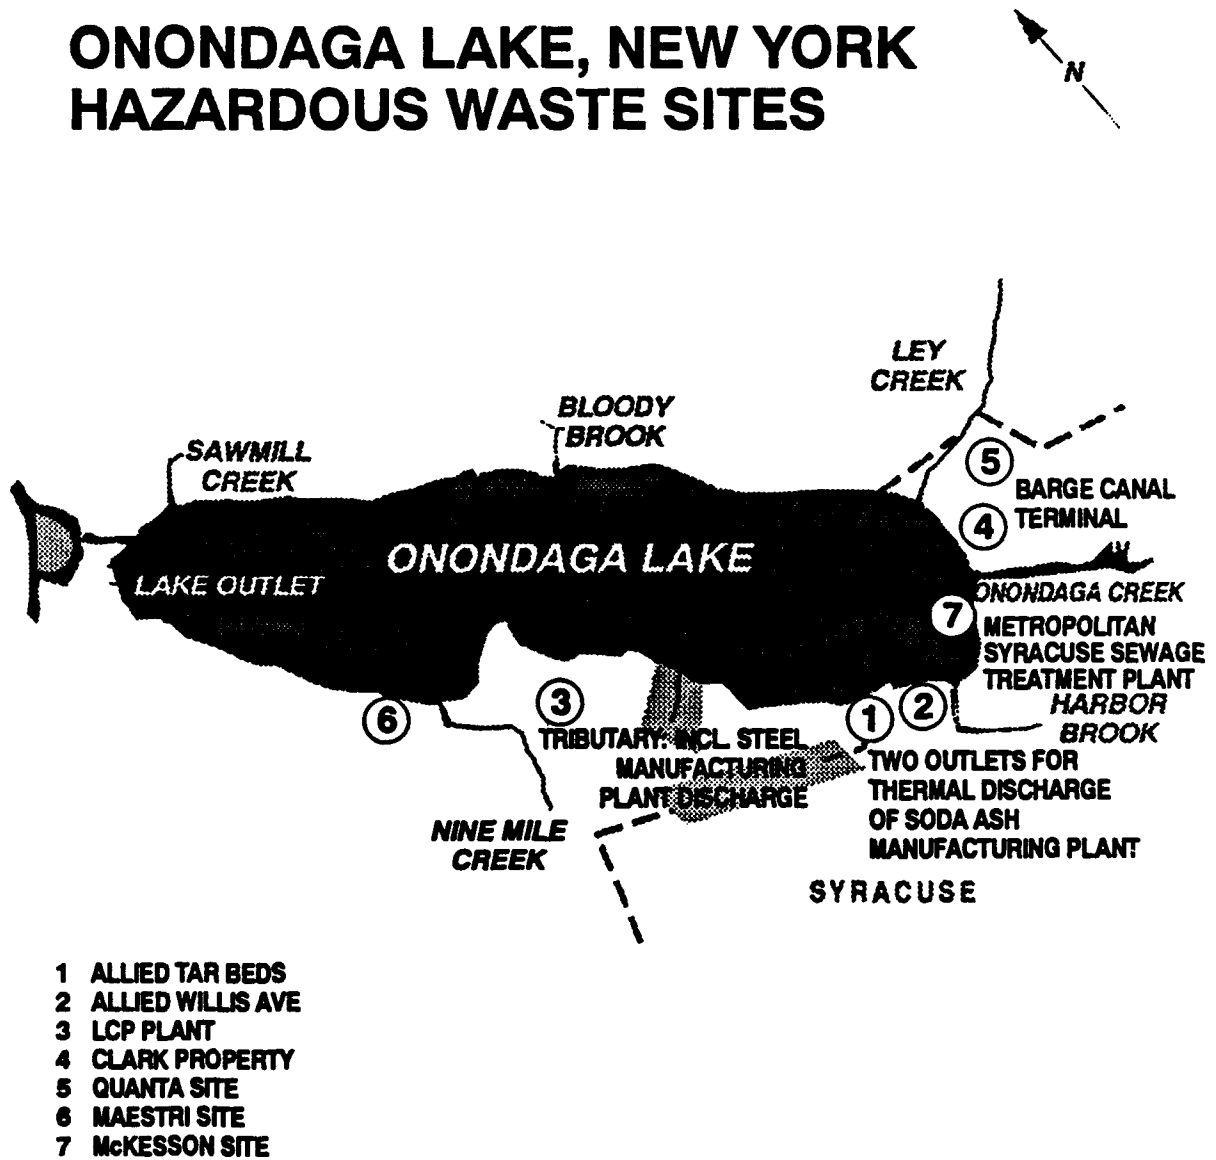 ONONDAGA LAKE, NEW YORK
HAZARDOUS WASTE SITES
N
LEY
CREEK
BLOODY
BROOK
SAWMILL
CREEK
5
BARGE CANAL
TERMINAL
4
ONONDAGA LAKE
LAKE OUTLET
ONONDAGA CREEK
7
METROPOLITAN
SYRACUSE SEWAGE
TREATMENT PLANT
HARBOR
BROOK
6
3
1
2
TRIBUTARY: INCL. STEEL
MANUFACTURING
PLANT DISCHARGE
TWO OUTLETS FOR
THERMAL DISCHARGE
OF SODA ASH
MANUFACTURING PLANT
NINE MILE
CREEK
SYRACUSE
1 ALLIED TAR BEDS
2 ALLIED WILLIS AVE
3 LCP PLANT
4 CLARK PROPERTY
5 QUANTA SITE
6 MAESTRI SITE
7 McKESSON SITE